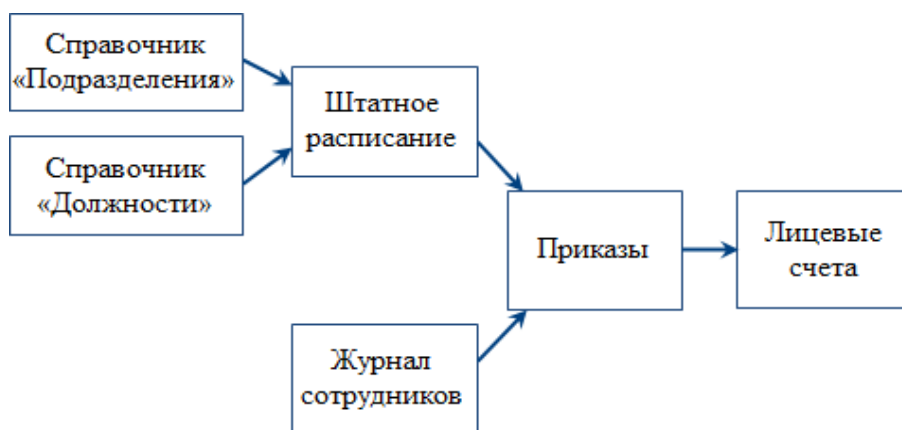 Справочник
«Подразделения»
Справочник
«Должности»
Штатное
расписание
Журнал
сотрудников
Приказы
Лицевые
счета